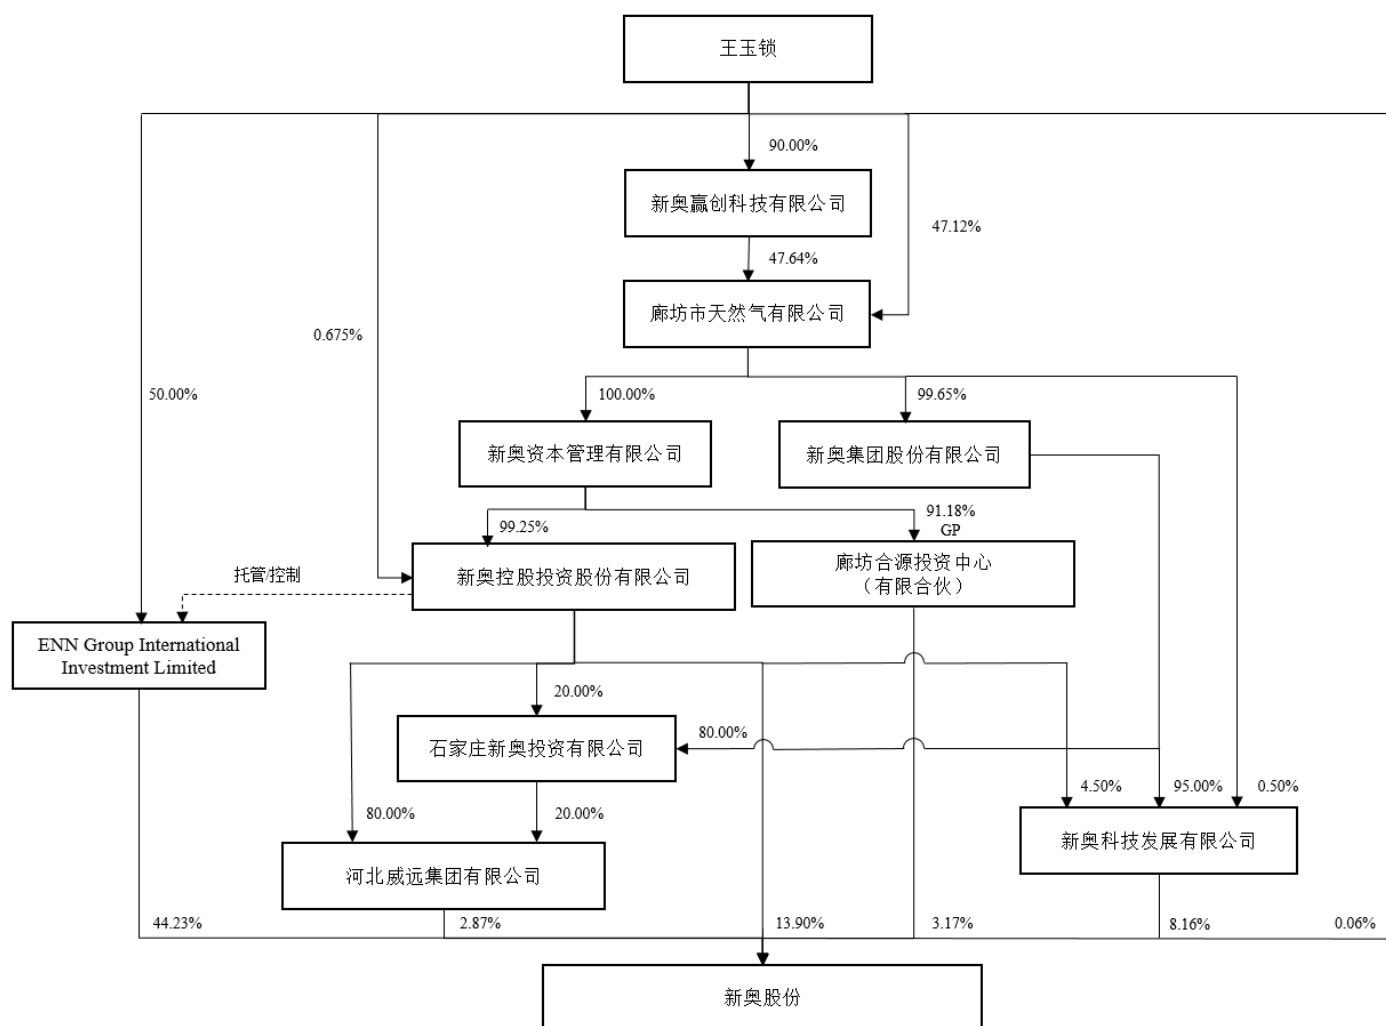 王玉锁
90.00%
新奥赢创科技有限公司
47.12%
47.64%
廊坊市天然气有限公司
0.675%
50.00%
100.00%
99.65%
新奥资本管理有限公司
新奥集团股份有限公司
99.25%
91.18%
GP
新奥控股投资股份有限公司
廊坊合源投资中心
（有限合伙）
托管/控制
ENN Group International
Investment Limited
20.00%
石家庄新奥投资有限公司
80.00%
4.50%
95.00%
0.50%
80.00%
20.00%
新奥科技发展有限公司
河北威远集团有限公司
44.23%
2.87%
13.90%
3.17%
8.16%
0.06%
新奥股份